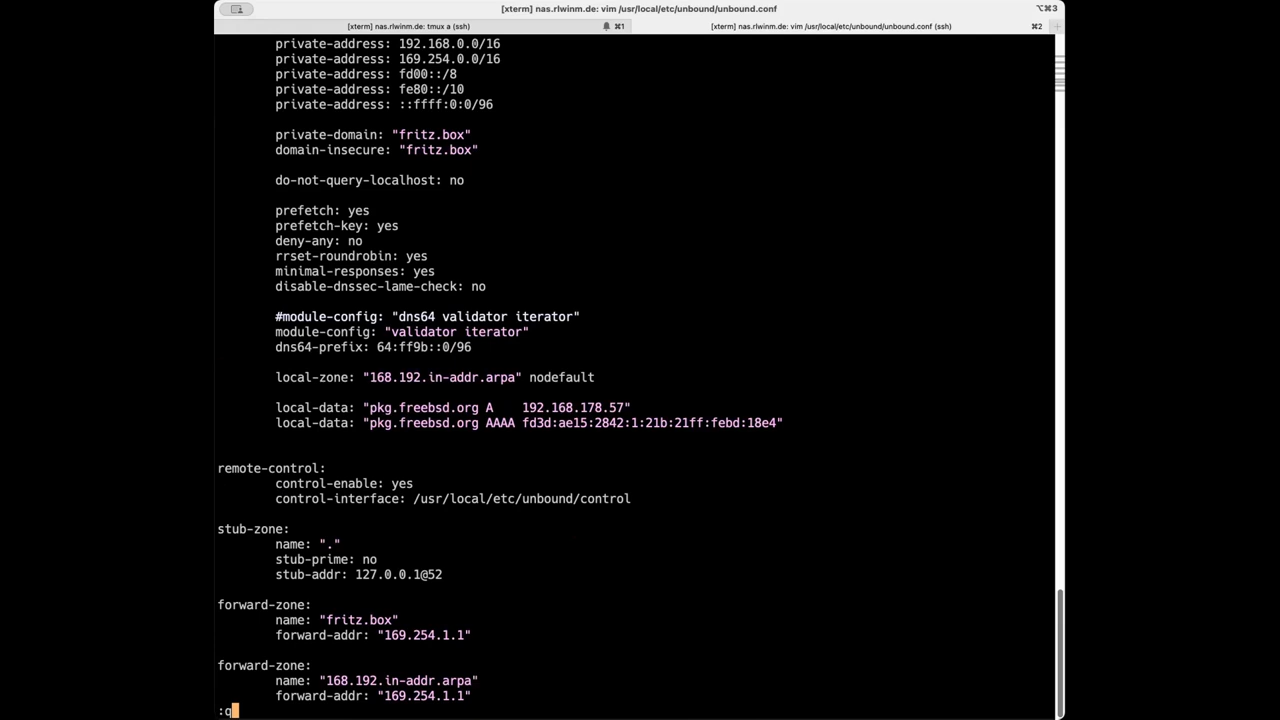 [xterm] nas.rlwinm.de: vim /usr/local/etc/unbound/unbound.conf
⌥⌘3
[xterm] nas.rlwinm.de: tmux a (ssh)
⌘1
[xterm] nas.rlwinm.de: vim /usr/local/etc/unbound/unbound.conf (ssh)
⌘2
private-address: 192.168.0.0/16
private-address: 169.254.0.0/16
private-address: fd00::/8
private-address: fe80::/10
private-address: ::ffff:0:0/96
private-domain: "fritz.box"
domain-insecure: "fritz.box"
do-not-query-localhost: no
prefetch: yes
prefetch-key: yes
deny-any: no
rrset-roundrobin: yes
minimal-responses: yes
disable-dnssec-lame-check: no
#module-config: "dns64 validator iterator"
module-config: "validator iterator"
dns64-prefix: 64:ff9b::0/96
local-zone: "168.192.in-addr.arpa" nodefault
local-data: "pkg.freebsd.org A    192.168.178.57"
local-data: "pkg.freebsd.org AAAA fd3d:ae15:2842:1:21b:21ff:febd:18e4"
remote-control:
control-enable: yes
control-interface: /usr/local/etc/unbound/control
stub-zone:
name: "."
stub-prime: no
stub-addr: 127.0.0.1@52
forward-zone:
name: "fritz.box"
forward-addr: "169.254.1.1"
forward-zone:
name: "168.192.in-addr.arpa"
forward-addr: "169.254.1.1"
:q